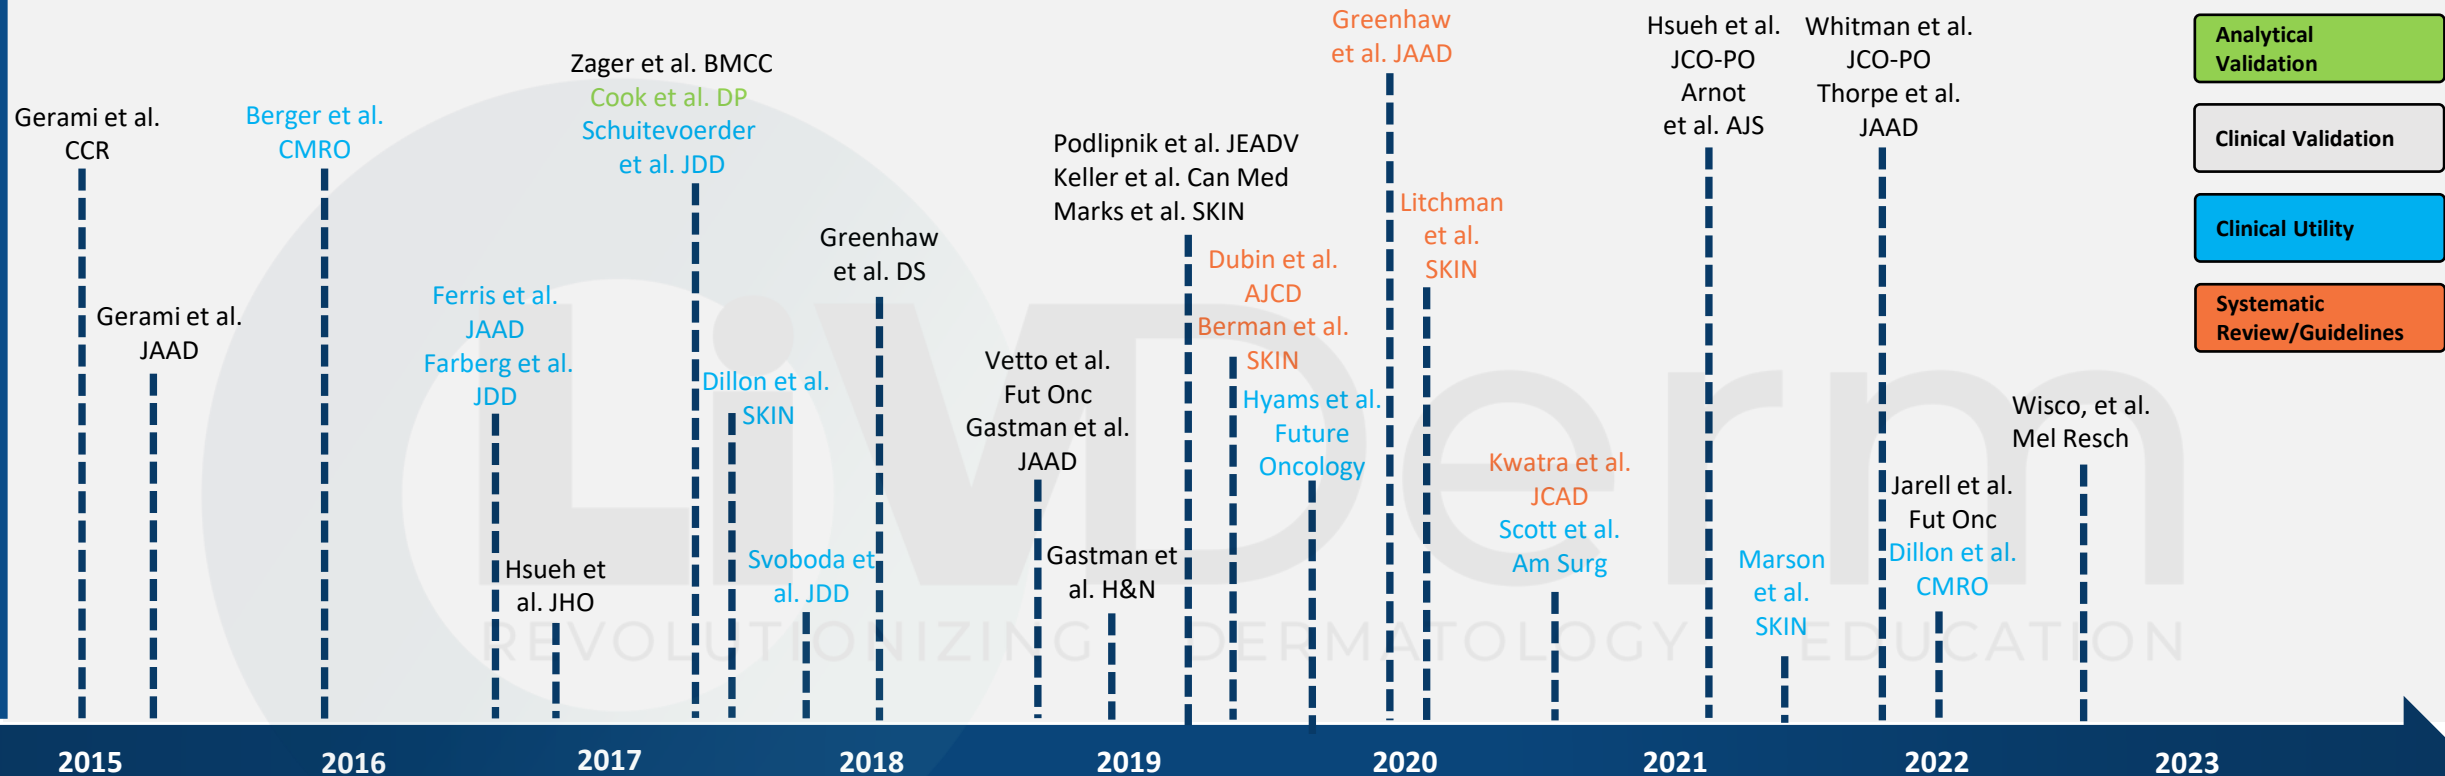 Gerami et al.
CCR
Gerami et al.
JAAD
Berger et al.
CMRO
Ferris et al.
JAAD
Farberg et al.
JDD
Hsueh et
al. JHO
Zager et al. BMCC
Cook et al. DP
Schuitevoerder
et al. JDD
Dillon et al.
SKIN
Svoboda et
al. JDD
Greenhaw
et al. DS
Vetto et al.
Fut Onc
Gastman et al.
JAAD
Gastman et
al. H&N
Podlipnik et al. JEADV
Keller et al. Can Med
Marks et al. SKIN
Dubin et al.
AJCD
Berman et al.
SKIN
Hyams et al.
Future
Oncology
Greenhaw
et al. JAAD
Litchman
et al.
SKIN
Kwatra et al.
JCAD
Scott et al.
Am Surg
Hsueh et al.
JCO-PO
Arnot
et al. AJS
Marson
et al.
SKIN
Whitman et al.
JCO-PO
Thorpe et al.
JAAD
Jarell et al.
Fut Onc
Dillon et al.
CMRO
Wisco, et al.
Mel Resch
Analytical
Validation
Clinical Validation
Clinical Utility
Systematic
Review/Guidelines
LiVDerm
REVOLUTIONIZING DERMATOLOGY EDUCATION
2015 2016 2017 2018 2019 2020 2021 2022 2023